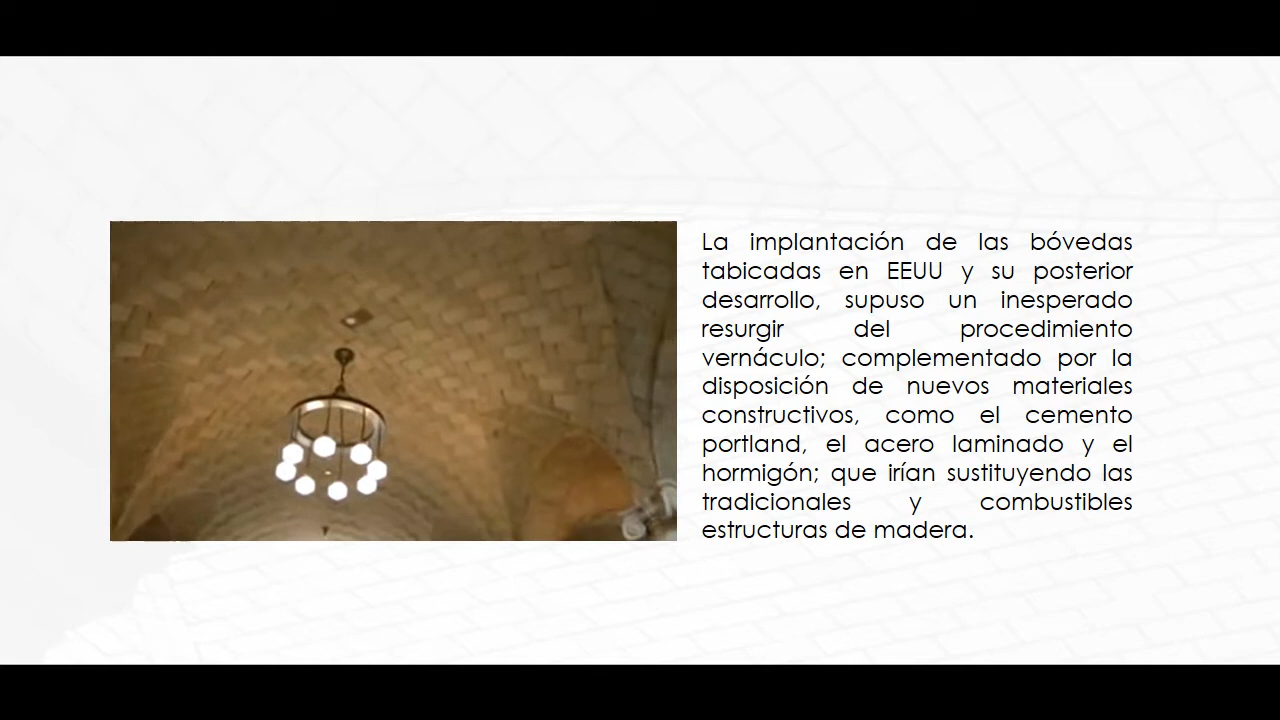 La implantación de las bóvedas
tabicadas en EEUU y su posterior
desarrollo, supuso un inesperado
resurgir del procedimiento
vernáculo; complementado por la
disposición de nuevos materiales
constructivos, como el cemento
portland, el acero laminado y el
hormigón; que irían sustituyendo las
tradicionales y combustibles
estructuras de madera.